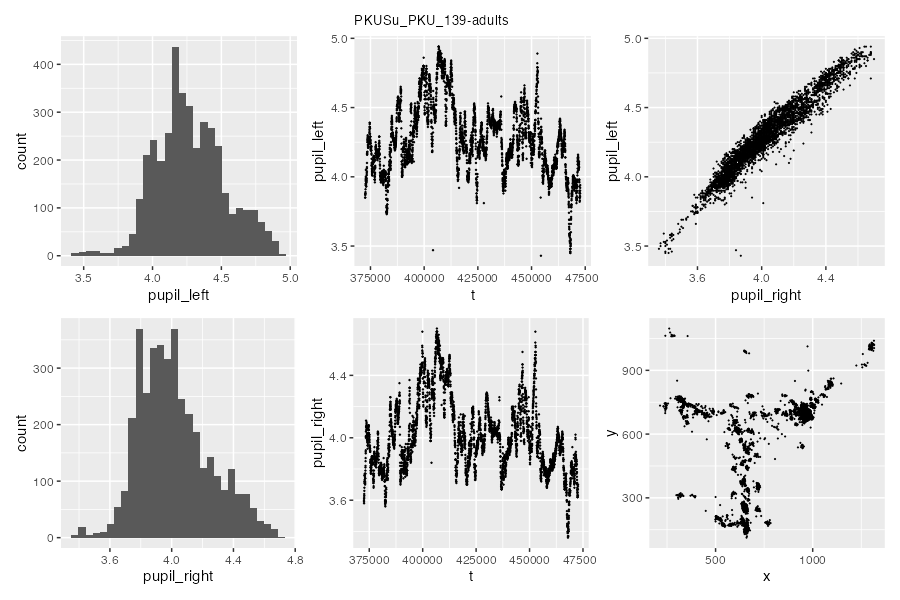 PKUSu_PKU_139-adults
count
400
300
200
100
0
3.5 4.0 4.5 5.0
pupil_left
pupil_left
5.0
4.5
4.0
3.5
375000 400000 425000 450000 47500
t
pupil_left
5.0
4.5
4.0
3.5
3.6 4.0 4.4
pupil_right
count
300
200
100
0
3.6 4.0 4.4 4.8
pupil_right
pupil_right
4.4
4.0
3.6
375000 400000 425000 450000 47500
t
y
900
600
300
500 1000
x